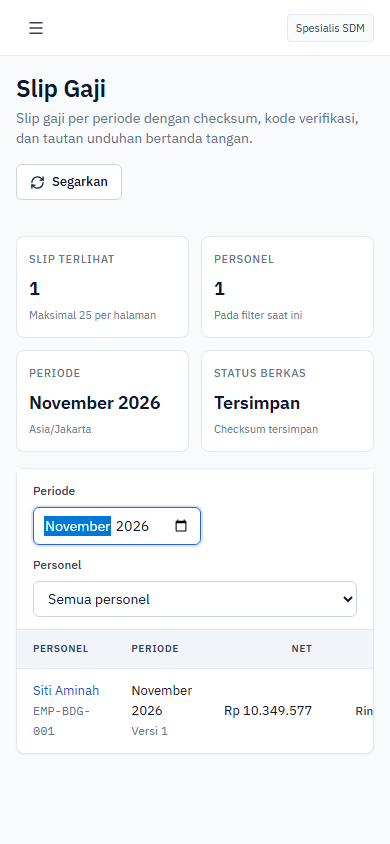 Spesialis SDM
Slip Gaji
Slip gaji per periode dengan checksum, kode verifikasi,
dan tautan unduhan bertanda tangan.
Segarkan
SLIP TERLIHAT
1
Maksimal 25 per halaman
PERSONEL
1
Pada filter saat ini
PERIODE
November 2026
Asia/Jakarta
STATUS BERKAS
Tersimpan
Checksum tersimpan
Periode
November 2026
Personel
Semua personel
PERSONEL PERIODE NET
Siti Aminah
EMP-BDG-
001
November
2026
Versi 1
Rp 10.349.577
Rin